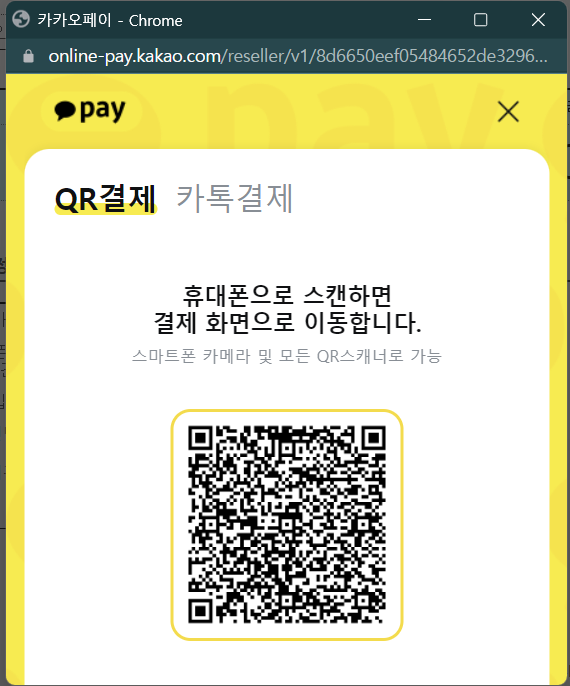 카카오페이 - Chrome
online-pay.kakao.com/reseller/v1/8d6650eef05484652de3296...
pay
QR결제 카톡결제
휴대폰으로 스캔하면
결제 화면으로 이동합니다.
스마트폰 카메라 및 모든 QR스캐너로 가능